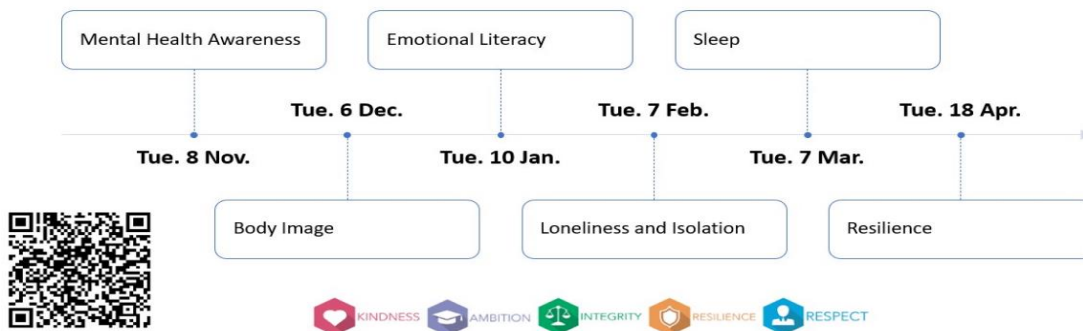 Mental Health Awareness
Emotional Literacy
Sleep
Tue. 6 Dec.
Tue. 7 Feb.
Tue. 18 Apr.
Tue. 8 Nov.
Tue. 10 Jan.
Tue. 7 Mar.
Body Image
Loneliness and Isolation
Resilience
KINDNESS
AMBITION
INTEGRITY
RESILIENCE
RESPECT